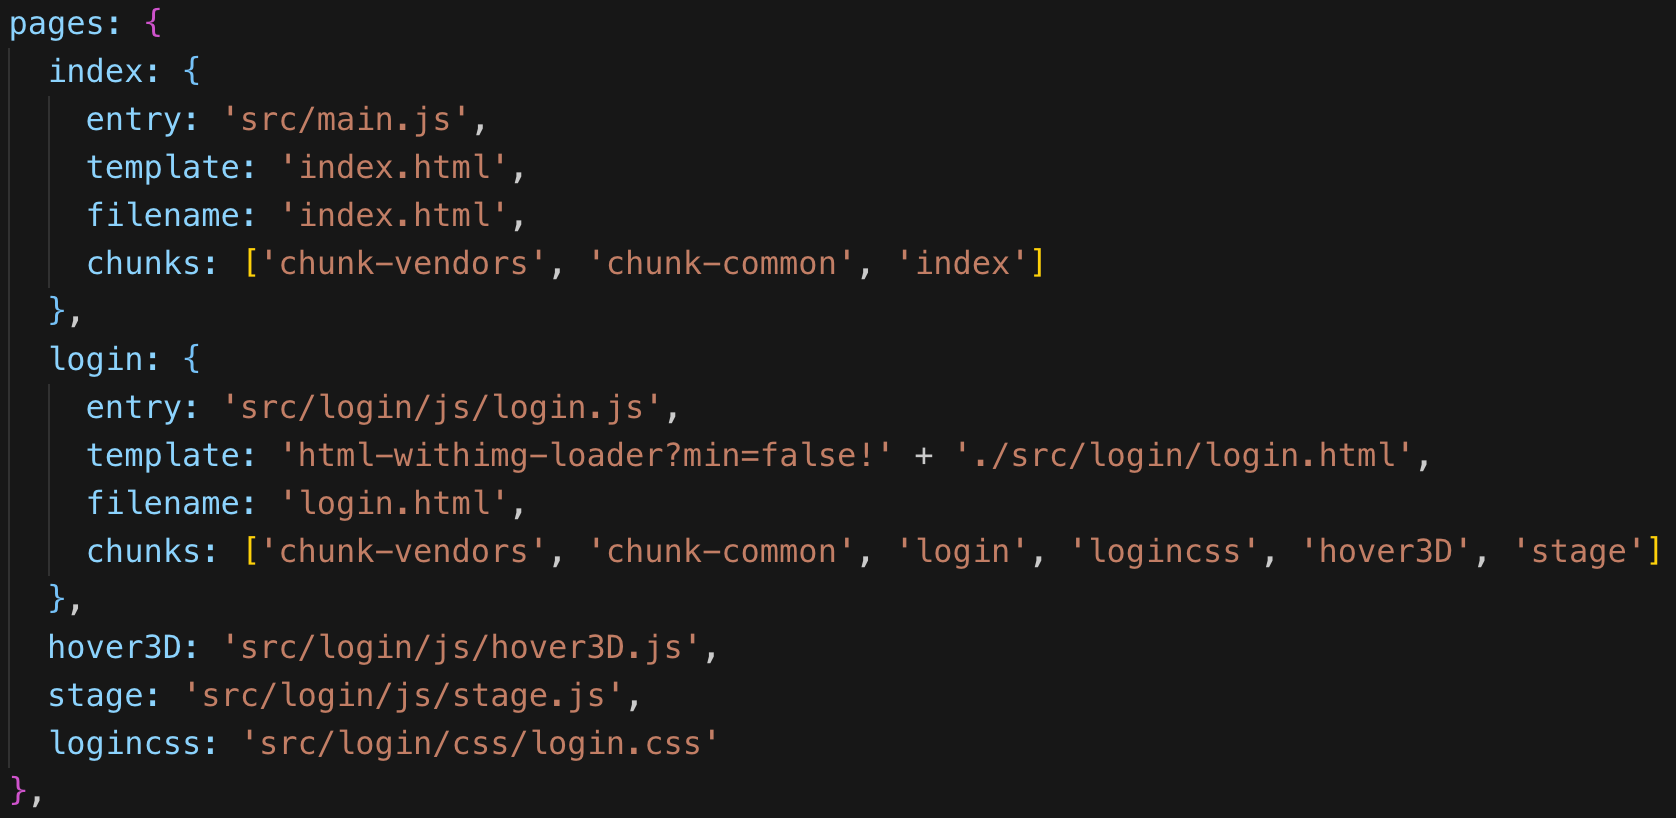 pages: {
  index: {
    entry: 'src/main.js',
    template: 'index.html',
    filename: 'index.html',
    chunks: ['chunk-vendors', 'chunk-common', 'index']
  },
  login: {
    entry: 'src/login/js/login.js',
    template: 'html-withimg-loader?min=false!' + './src/login/login.html',
    filename: 'login.html',
    chunks: ['chunk-vendors', 'chunk-common', 'login', 'logincss', 'hover3D', 'stage']
  },
  hover3D: 'src/login/js/hover3D.js',
  stage: 'src/login/js/stage.js',
  logincss: 'src/login/css/login.css'
},